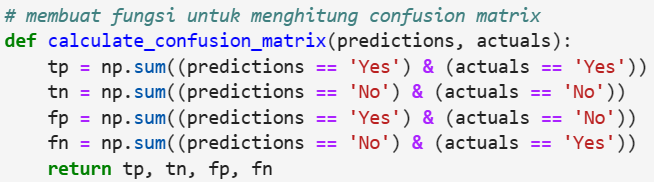 # membuat fungsi untuk menghitung confusion matrix
def calculate_confusion_matrix(predictions, actuals):
    tp = np.sum((predictions == 'Yes') & (actuals == 'Yes'))
    tn = np.sum((predictions == 'No') & (actuals == 'No'))
    fp = np.sum((predictions == 'Yes') & (actuals == 'No'))
    fn = np.sum((predictions == 'No') & (actuals == 'Yes'))
    return tp, tn, fp, fn